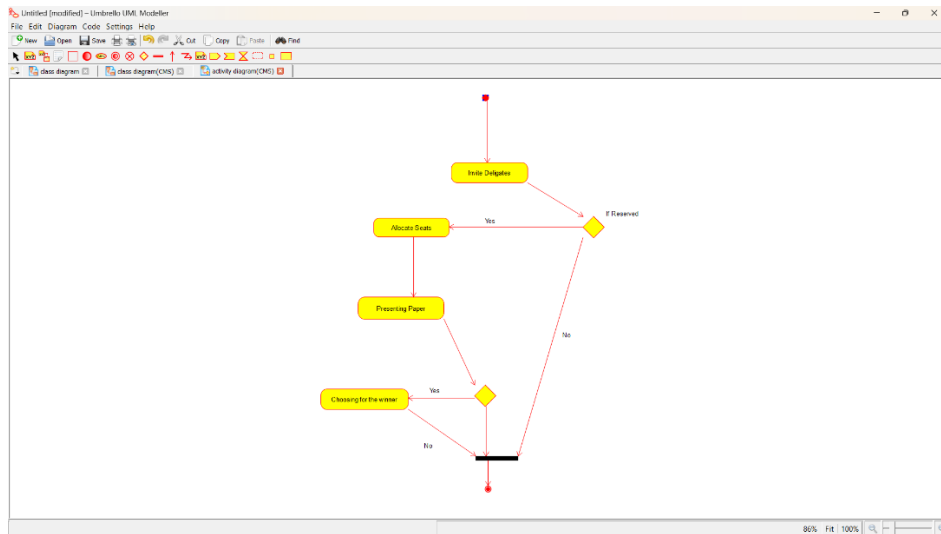 Untitled [modified] – Umbrello UML Modeller
File Edit Diagram Code Settings Help
New Open Save Cut Copy Paste Find
class diagram class diagram(CMS) activity diagram(CMS)
Invite Deligates
If Reserved
Yes
Allocate Seats
Presenting Paper
No
Yes
Choosing for the winner
No
86% Fit 100%